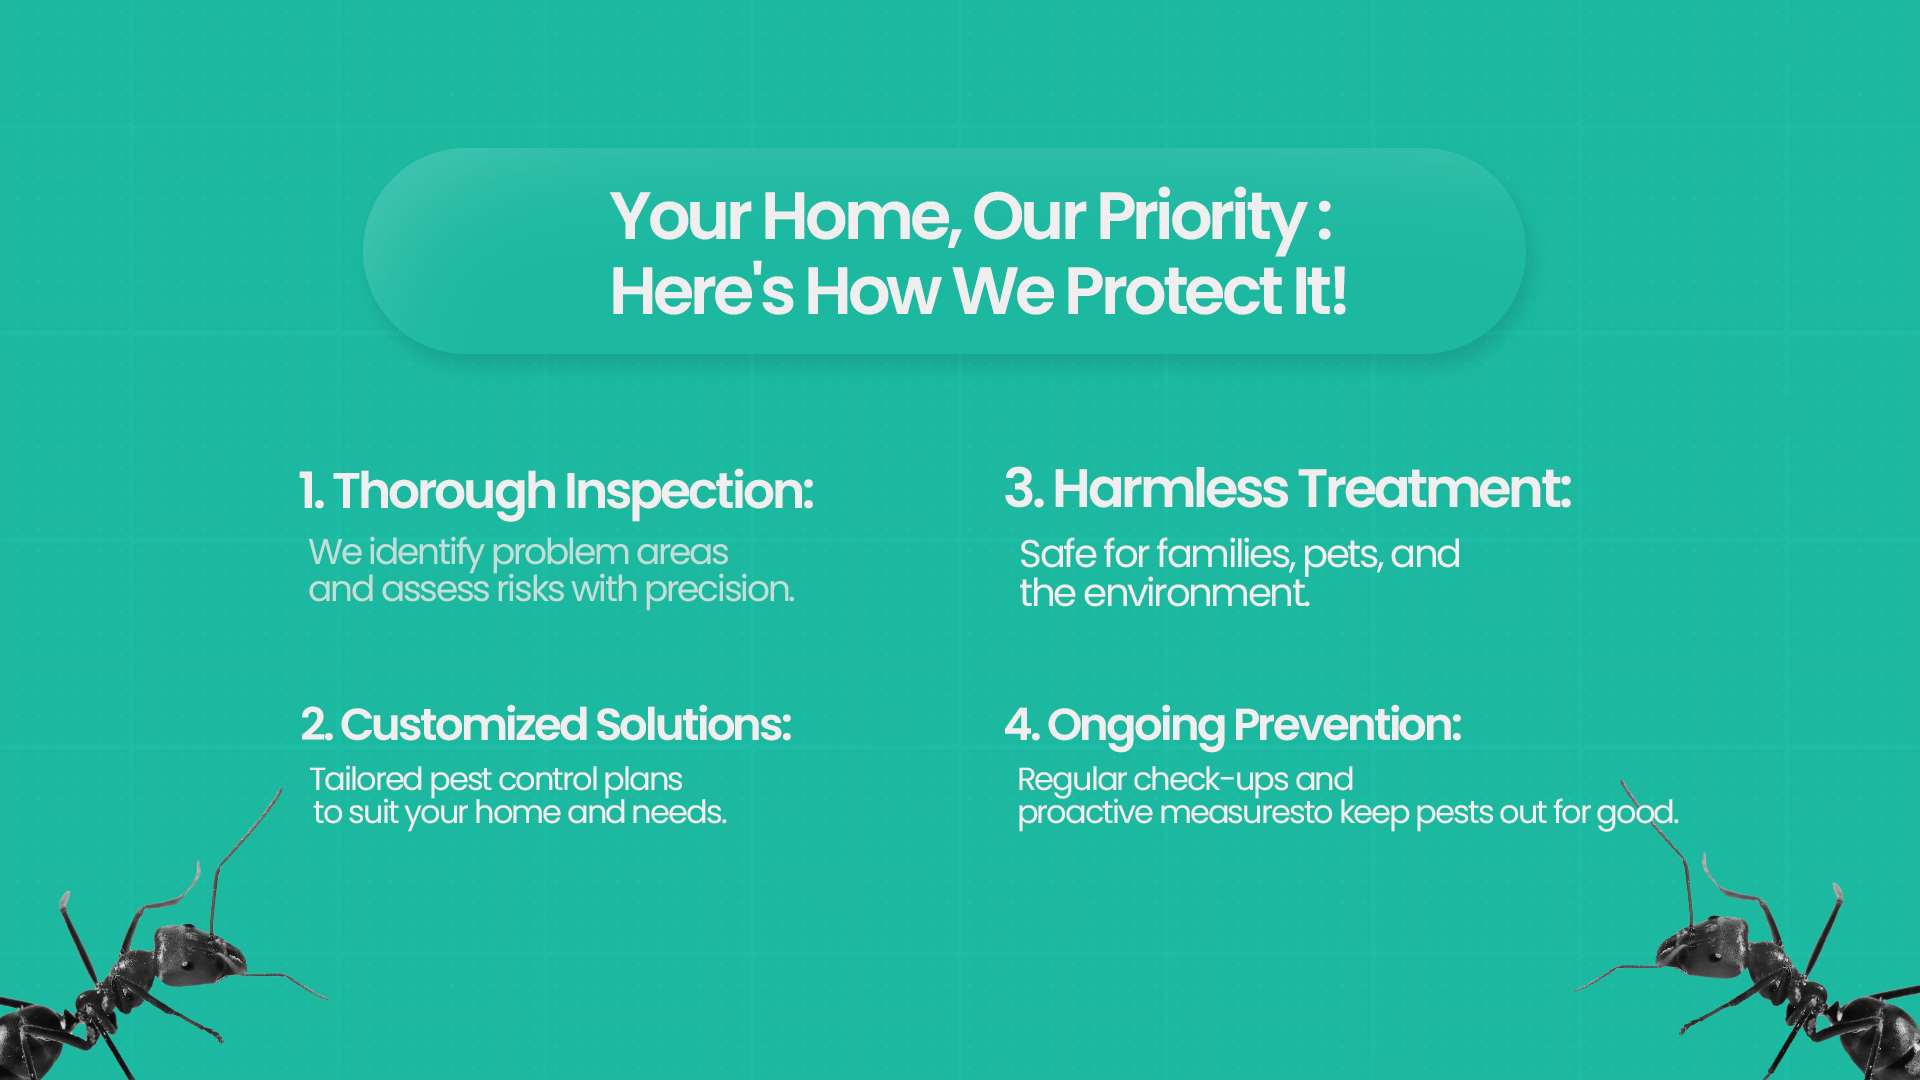 Your Home, Our Priority :
Here's How We Protect It!
1. Thorough Inspection:
We identify problem areas
and assess risks with precision.
2. Customized Solutions:
Tailored pest control plans
to suit your home and needs.
3. Harmless Treatment:
Safe for families, pets, and
the environment.
4. Ongoing Prevention:
Regular check-ups and
proactive measuresto keep pests out for good.